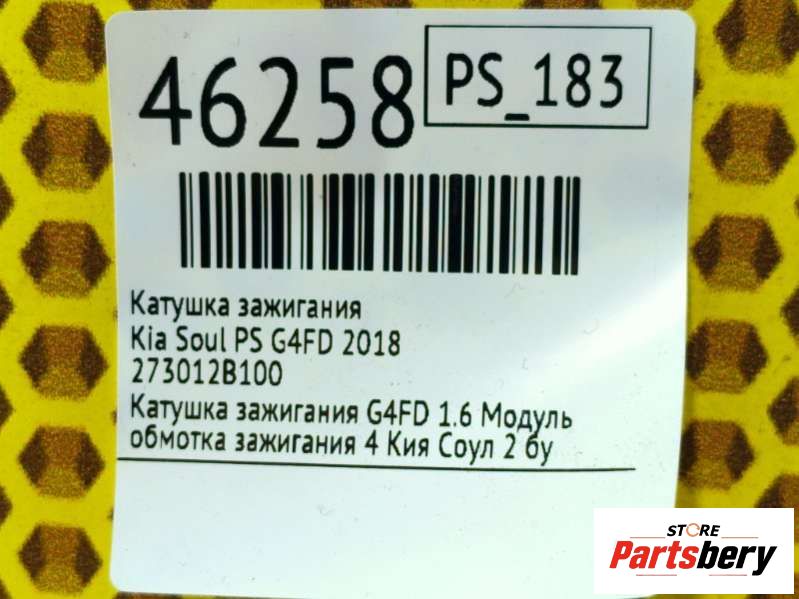 46258
PS_183
Катушка зажигания
Kia Soul PS G4FD 2018
273012B100
Катушка зажигания G4FD 1.6 Модуль
обмотка зажигания 4 Кия Соул 2 бу
STORE
Partsbery